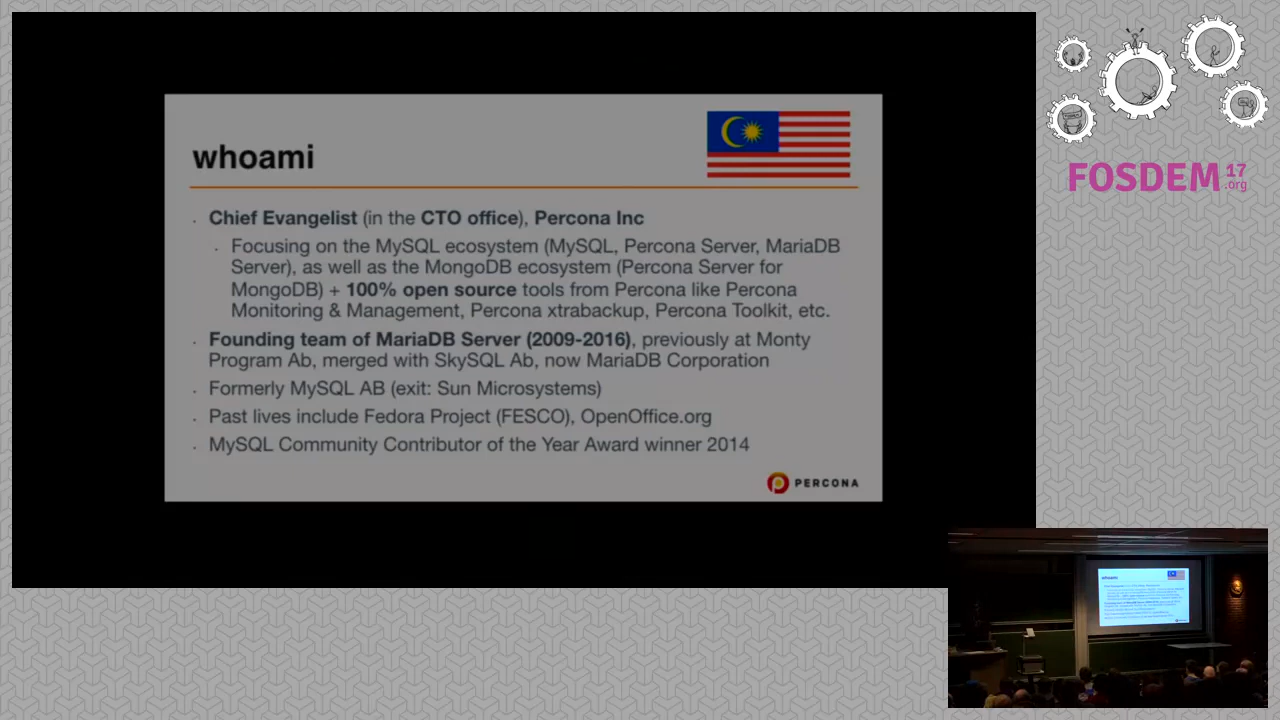 whoami
Chief Evangelist (in the CTO office), Percona Inc
Focusing on the MySQL ecosystem (MySQL, Percona Server, MariaDB
Server), as well as the MongoDB ecosystem (Percona Server for
MongoDB) + 100% open source tools from Percona like Percona
Monitoring & Management, Percona xtrabackup, Percona Toolkit, etc.
Founding team of MariaDB Server (2009-2016), previously at Monty
Program Ab, merged with SkySQL Ab, now MariaDB Corporation
Formerly MySQL AB (exit: Sun Microsystems)
Past lives include Fedora Project (FESCO), OpenOffice.org
MySQL Community Contributor of the Year Award winner 2014
PERCONA
FOSDEM 17
.org
whoami